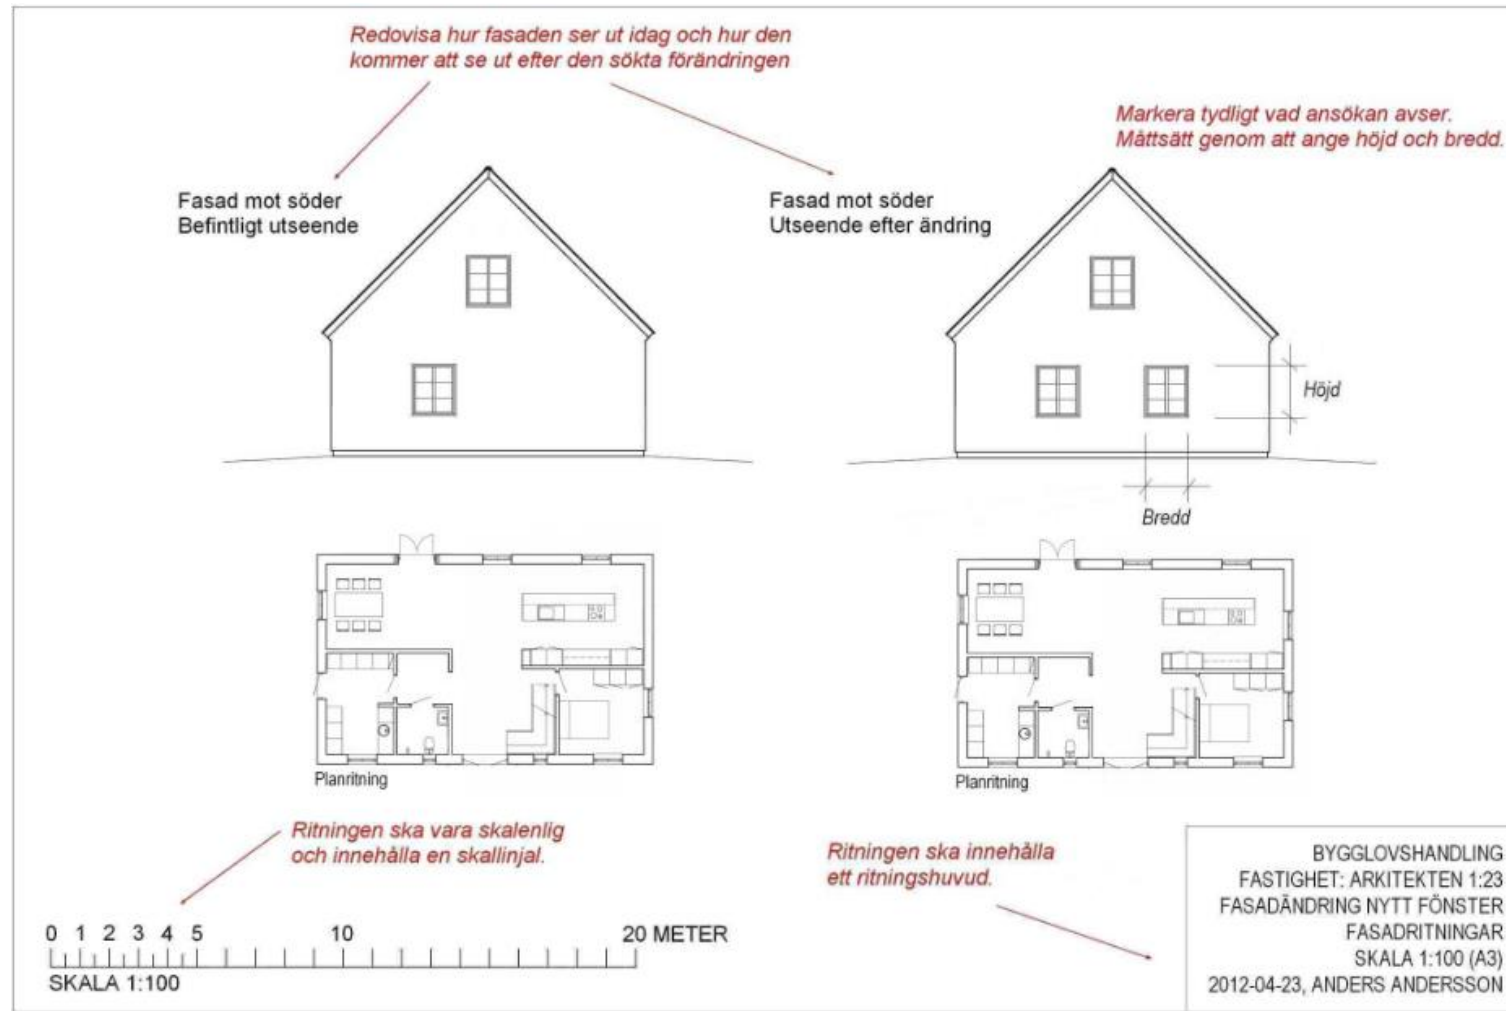 Redovisa hur fasaden ser ut idag och hur den
kommer att se ut efter den sökta förändringen
Markera tydligt vad ansökan avser.
Måttsätt genom att ange höjd och bredd.
Fasad mot söder
Befintligt utseende
Fasad mot söder
Utseende efter ändring
Höjd
Bredd
Planritning
Planritning
Ritningen ska vara skalenlig
och innehålla en skallinjal.
Ritningen ska innehålla
ett ritningshuvud.
0 1 2 3 4 5 10 20 METER
SKALA 1:100
BYGGLOVSHANDLING
FASTIGHET: ARKITEKTEN 1:23
FASADÄNDRING NYTT FÖNSTER
FASADRITNINGAR
SKALA 1:100 (A3)
2012-04-23, ANDERS ANDERSSON